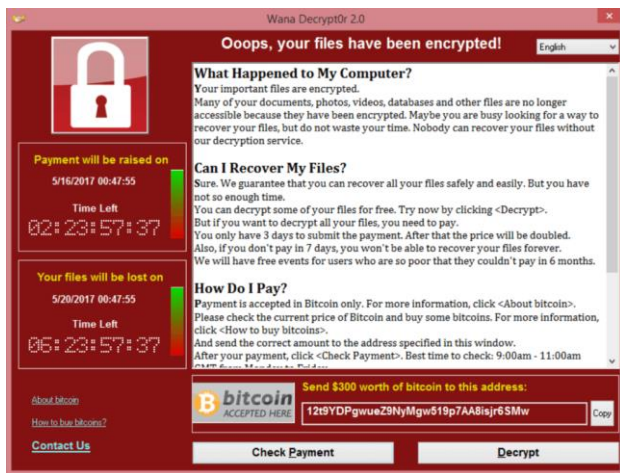 Wana Decrypt0r 2.0
Ooops, your files have been encrypted!
English
What Happened to My Computer?
Your important files are encrypted.
Many of your documents, photos, videos, databases and other files are no longer
accessible because they have been encrypted. Maybe you are busy looking for a way to
recover your files, but do not waste your time. Nobody can recover your files without
our decryption service.
Can I Recover My Files?
Sure. We guarantee that you can recover all your files safely and easily. But you have
not so enough time.
You can decrypt some of your files for free. Try now by clicking <Decrypt>.
But if you want to decrypt all your files, you need to pay.
You only have 3 days to submit the payment. After that the price will be doubled.
Also, if you don't pay in 7 days, you won't be able to recover your files forever.
We will have free events for users who are so poor that they couldn't pay in 6 months.
How Do I Pay?
Payment is accepted in Bitcoin only. For more information, click <About bitcoin>.
Please check the current price of Bitcoin and buy some bitcoins. For more information,
click <How to buy bitcoins>.
And send the correct amount to the address specified in this window.
After your payment, click <Check Payment>. Best time to check: 9:00am - 11:00am
GMT from Monday to Friday.
Payment will be raised on
5/16/2017 00:47:55
Time Left
02:23:57:37
Your files will be lost on
5/20/2017 00:47:55
Time Left
06:23:57:37
About bitcoin
How to buy bitcoins?
Contact Us
bitcoin
ACCEPTED HERE
Send $300 worth of bitcoin to this address:
12t9YDPgwueZ9NyMgw519p7AA8isjr6SMw
Copy
Check Payment
Decrypt